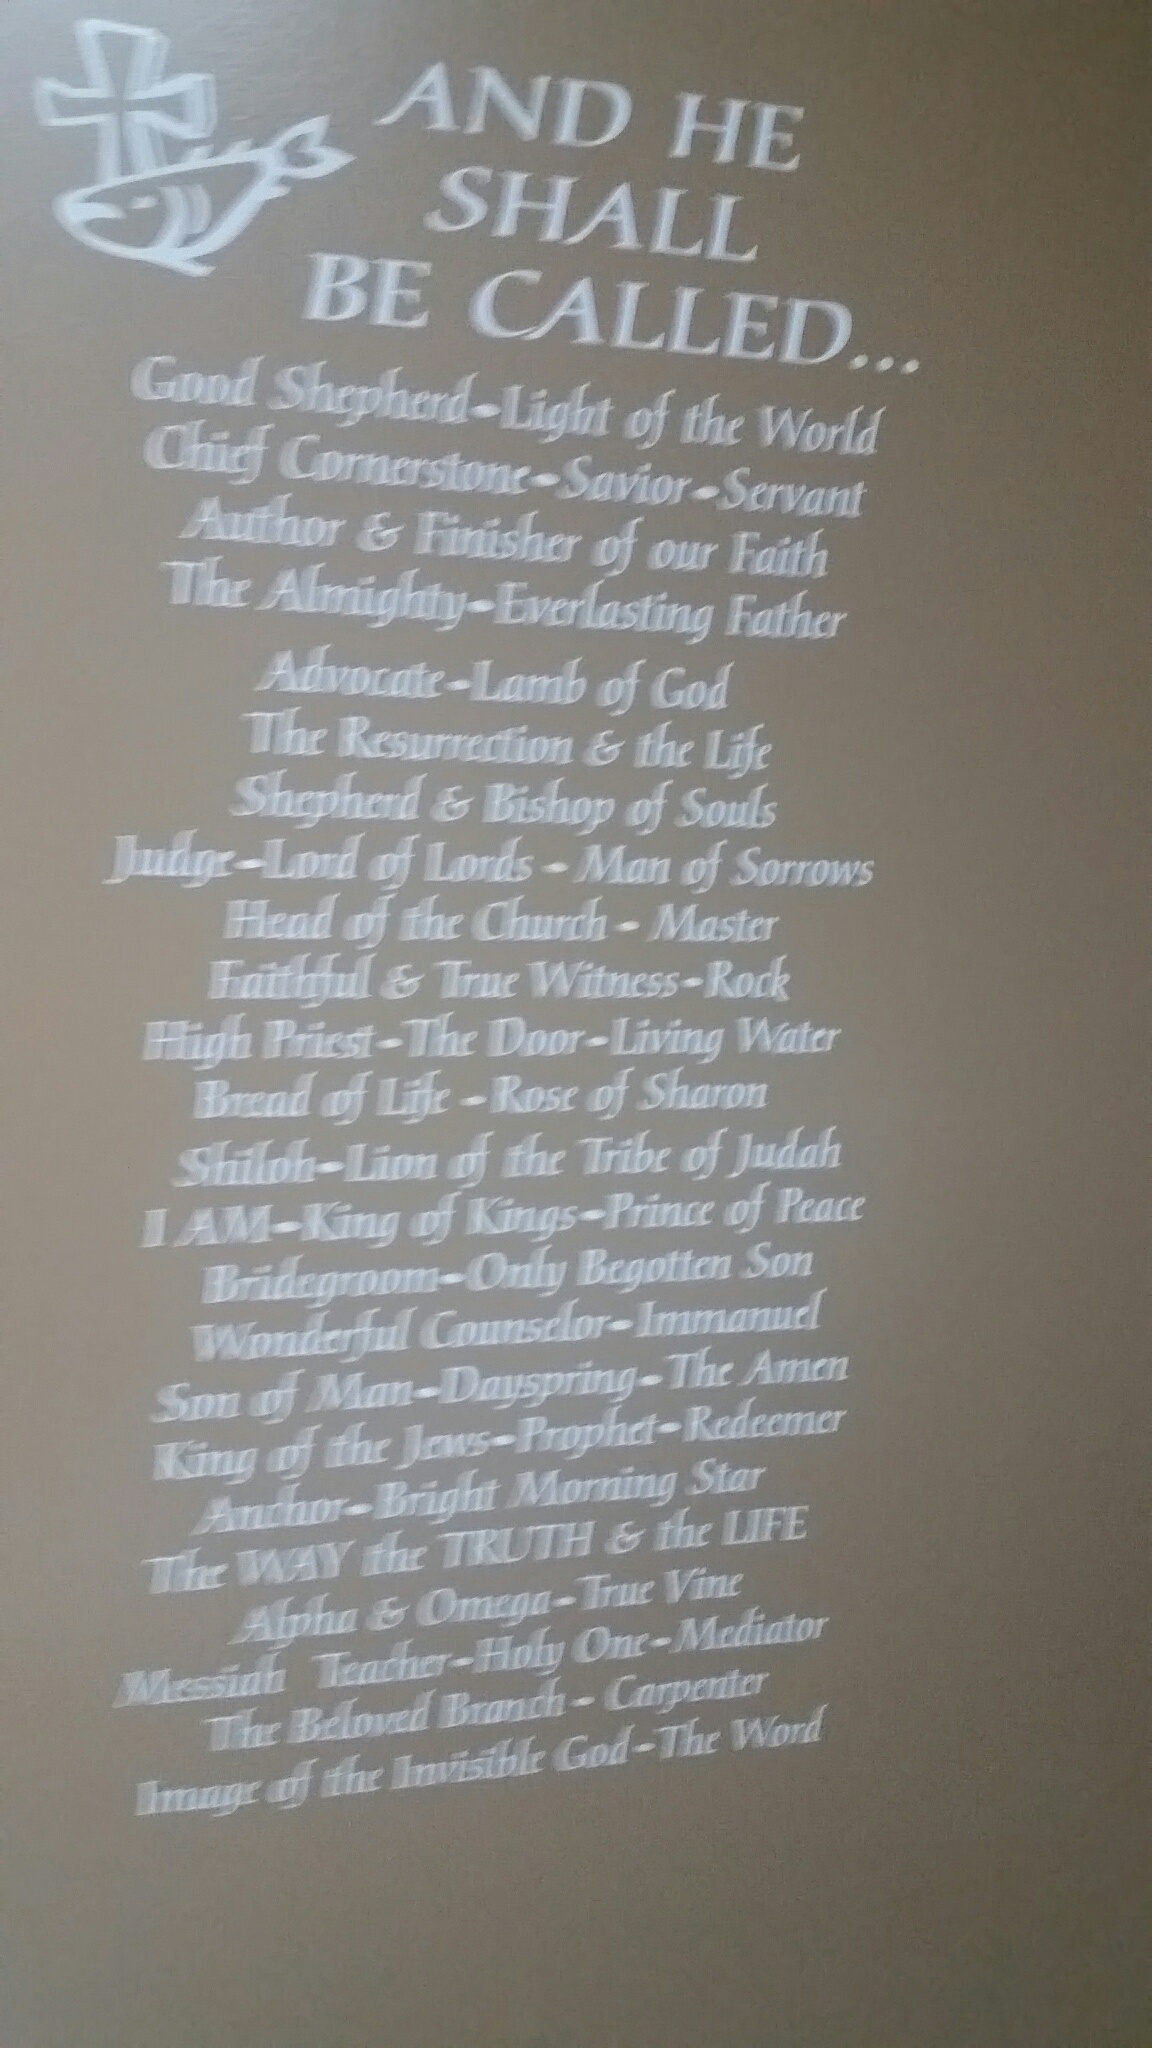 AND HE
SHALL
BE CALLED...
Good Shepherd-Light of the World
Chief Cornerstone-Savior-Servant
Author & Finisher of our Faith
The Almighty-Everlasting Father
Advocate-Lamb of God
The Resurrection & the Life
Shepherd & Bishop of Souls
Judge-Lord of Lords - Man of Sorrows
Head of the Church - Master
Faithful & True Witness-Rock
High Priest-The Door-Living Water
Bread of Life -Rose of Sharon
Shiloh-Lion of the Tribe of Judah
I AM-King of Kings-Prince of Peace
Bridegroom-Only Begotten Son
Wonderful Counselor-Immanuel
Son of Man-Dayspring-The Amen
King of the Jews-Prophet-Redeemer
Anchor-Bright Morning Star
The WAY the TRUTH & the LIFE
Alpha & Omega-True Vine
Messiah Teacher-Holy One-Mediator
The Beloved Branch - Carpenter
Image of the Invisible God-The Word